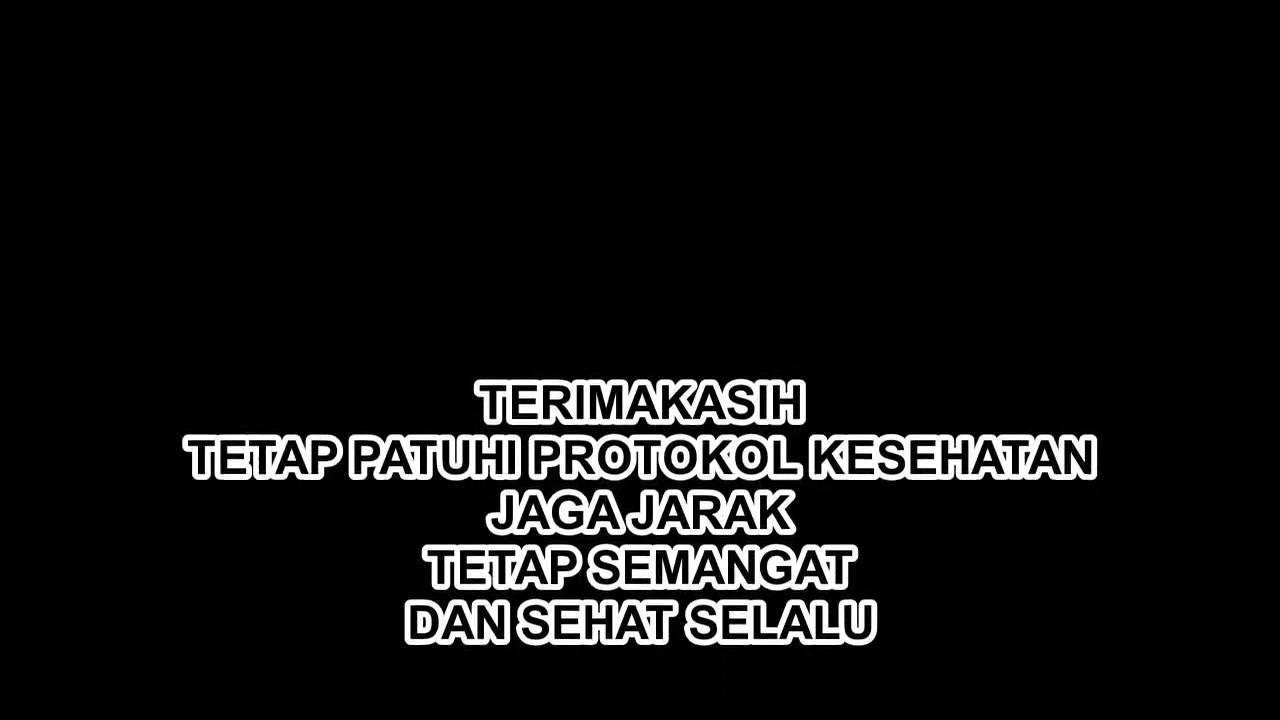 TERIMAKASIH
TETAP PATUHI PROTOKOL KESEHATAN
JAGA JARAK
TETAP SEMANGAT
DAN SEHAT SELALU